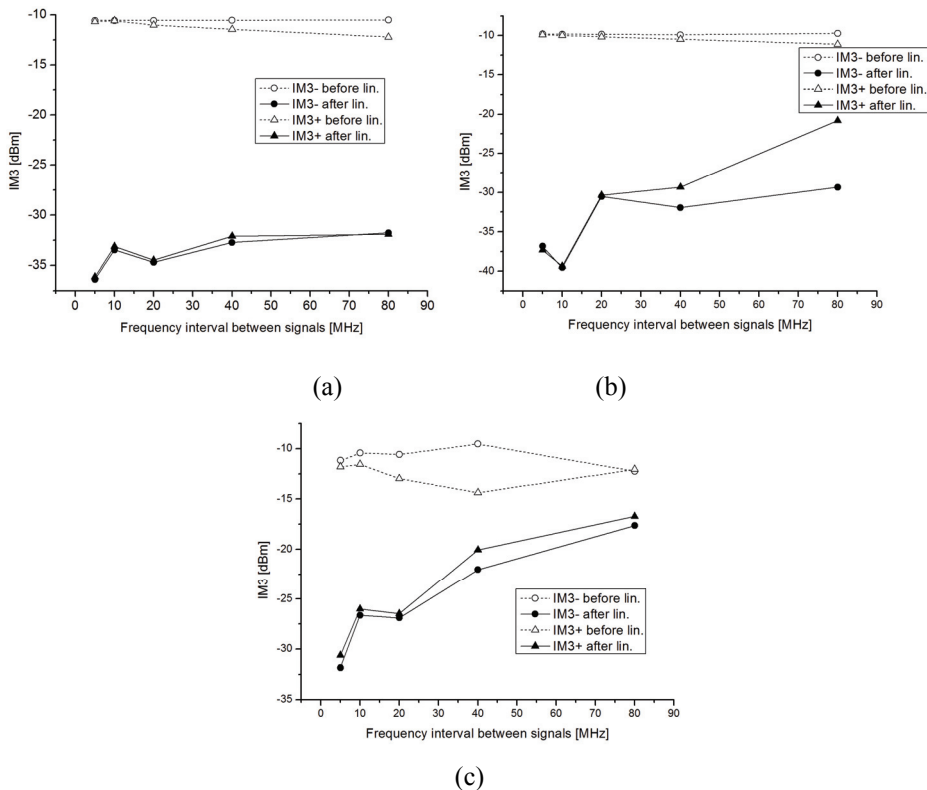 -10
-15
-20
-25
-30
-35
IM3 [dBm]
IM3- before lin.
IM3- after lin.
IM3+ before lin.
IM3+ after lin.
0 10 20 30 40 50 60 70 80 90
Frequency interval between signals [MHz]
(a)
-10
-15
-20
-25
-30
-35
-40
IM3 [dBm]
IM3- before lin.
IM3- after lin.
IM3+ before lin.
IM3+ after lin.
0 10 20 30 40 50 60 70 80 90
Frequency interval between signals [MHz]
(b)
-10
-15
-20
-25
-30
-35
IM3 [dBm]
IM3- before lin.
IM3- after lin.
IM3+ before lin.
IM3+ after lin.
0 10 20 30 40 50 60 70 80 90
Frequency interval between signals [MHz]
(c)